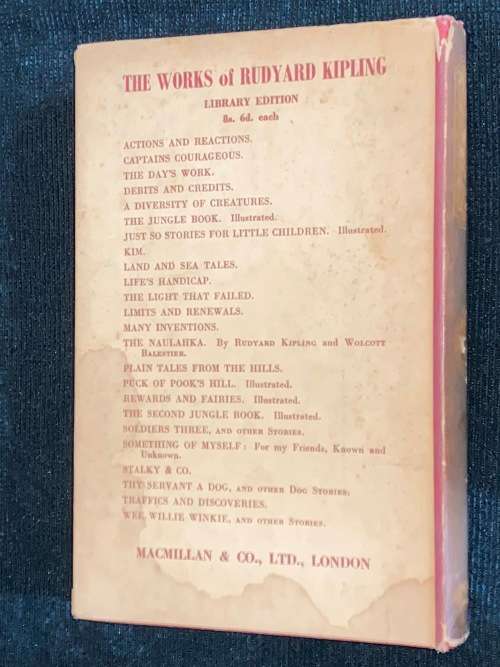 THE WORKS of RUDYARD KIPLING
LIBRARY EDITION
8s. 6d. each
ACTIONS AND REACTIONS.
CAPTAINS COURAGEOUS.
THE DAY'S WORK.
DEBITS AND CREDITS.
A DIVERSITY OF CREATURES.
THE JUNGLE BOOK. Illustrated.
JUST SO STORIES FOR LITTLE CHILDREN. Illustrated.
KIM.
LAND AND SEA TALES.
LIFE'S HANDICAP.
THE LIGHT THAT FAILED.
LIMITS AND RENEWALS.
MANY INVENTIONS.
THE NAULAHKA. By RUDYARD KIPLING and WOLCOTT
BALESTIER.
PLAIN TALES FROM THE HILLS.
PUCK OF POOK'S HILL. Illustrated.
REWARDS AND FAIRIES. Illustrated.
THE SECOND JUNGLE BOOK. Illustrated.
SOLDIERS THREE, AND OTHER STORIES.
SOMETHING OF MYSELF: For my Friends, Known and
Unknown.
STALKY & CO.
THY SERVANT A DOG, AND OTHER DOG STORIES.
TRAFFICS AND DISCOVERIES.
WEE WILLIE WINKIE, AND OTHER STORIES.
MACMILLAN & CO., LTD., LONDON